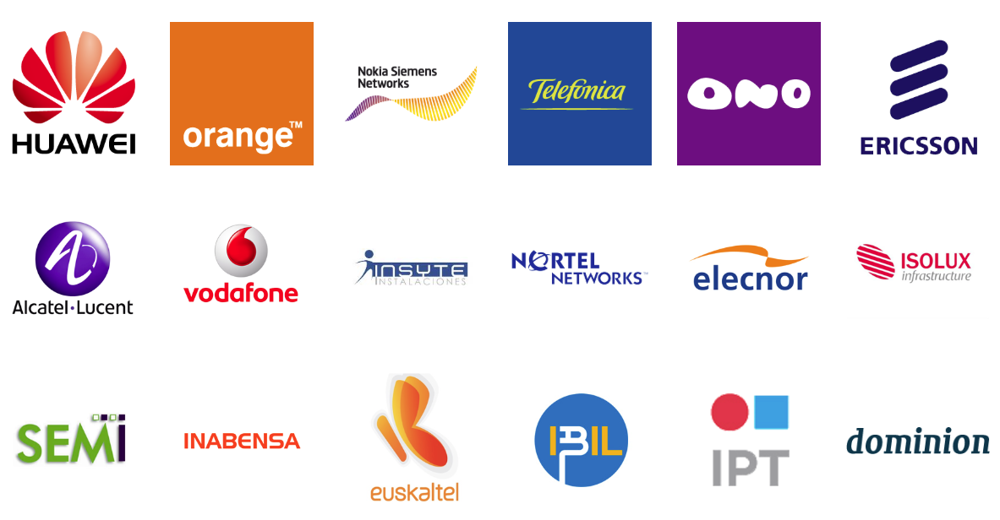 HUAWEI
orange™
Nokia Siemens
Networks
Telefónica
ONO
ERICSSON
Alcatel·Lucent
vodafone
INSYTE
INSTALACIONES
NORTEL
NETWORKS™
elecnor
ISOLUX
infrastructure
SEMI
INABENSA
euskaltel
IBIL
IPT
dominion